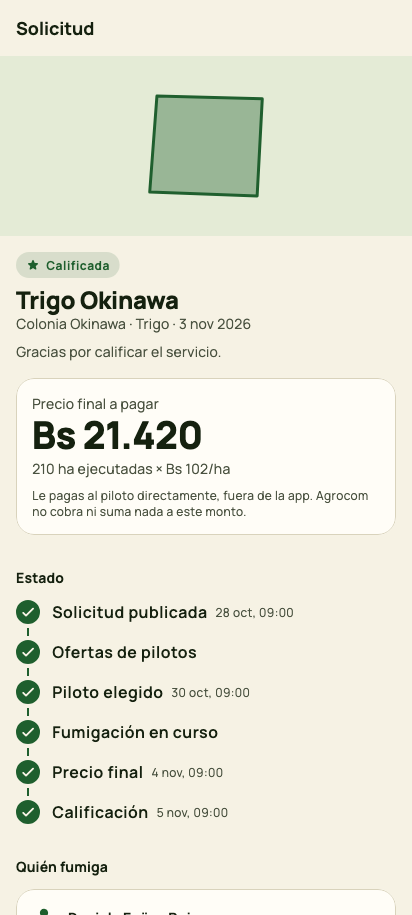 Solicitud
Calificada
Trigo Okinawa
Colonia Okinawa · Trigo · 3 nov 2026
Gracias por calificar el servicio.
Precio final a pagar
Bs 21.420
210 ha ejecutadas × Bs 102/ha
Le pagas al piloto directamente, fuera de la app. Agrocom
no cobra ni suma nada a este monto.
Estado
Solicitud publicada 28 oct, 09:00
Ofertas de pilotos
Piloto elegido 30 oct, 09:00
Fumigación en curso
Precio final 4 nov, 09:00
Calificación 5 nov, 09:00
Quién fumiga